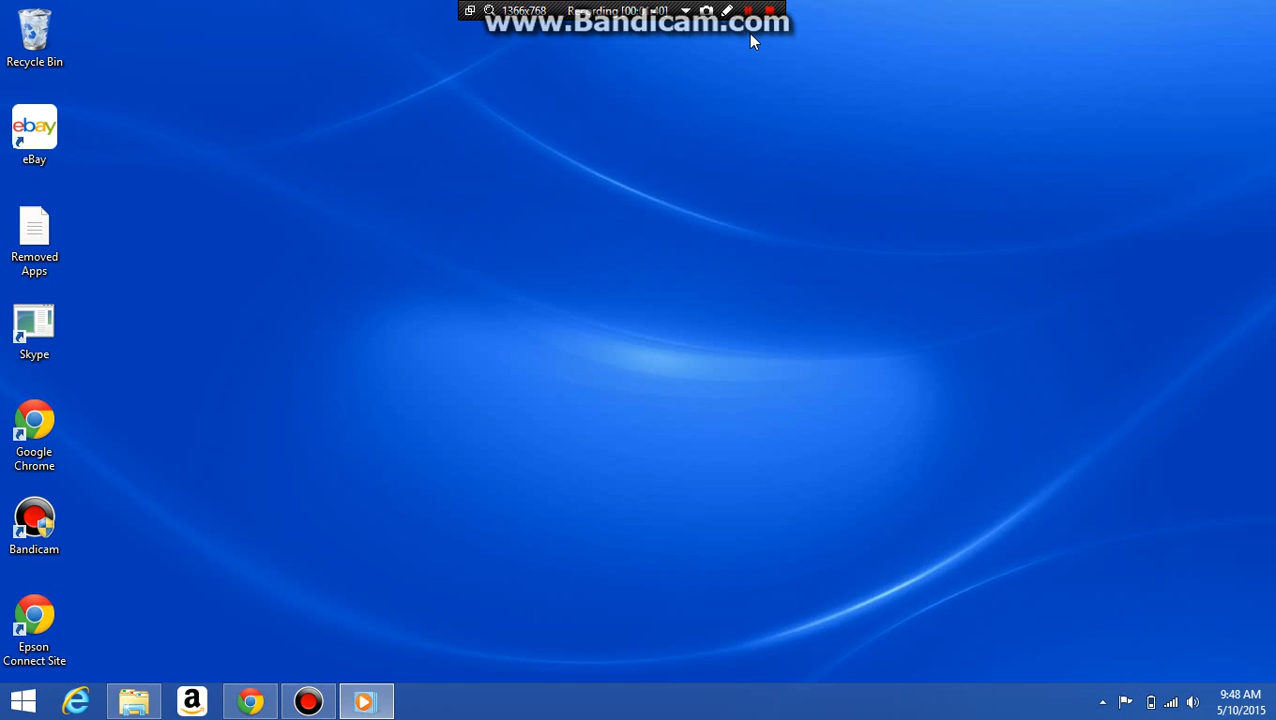 1366x768
www.Bandicam.com
Recycle Bin
ebay
eBay
Removed
Apps
Skype
Google
Chrome
Bandicam
Epson
Connect Site
a
9:48 AM
5/10/2015